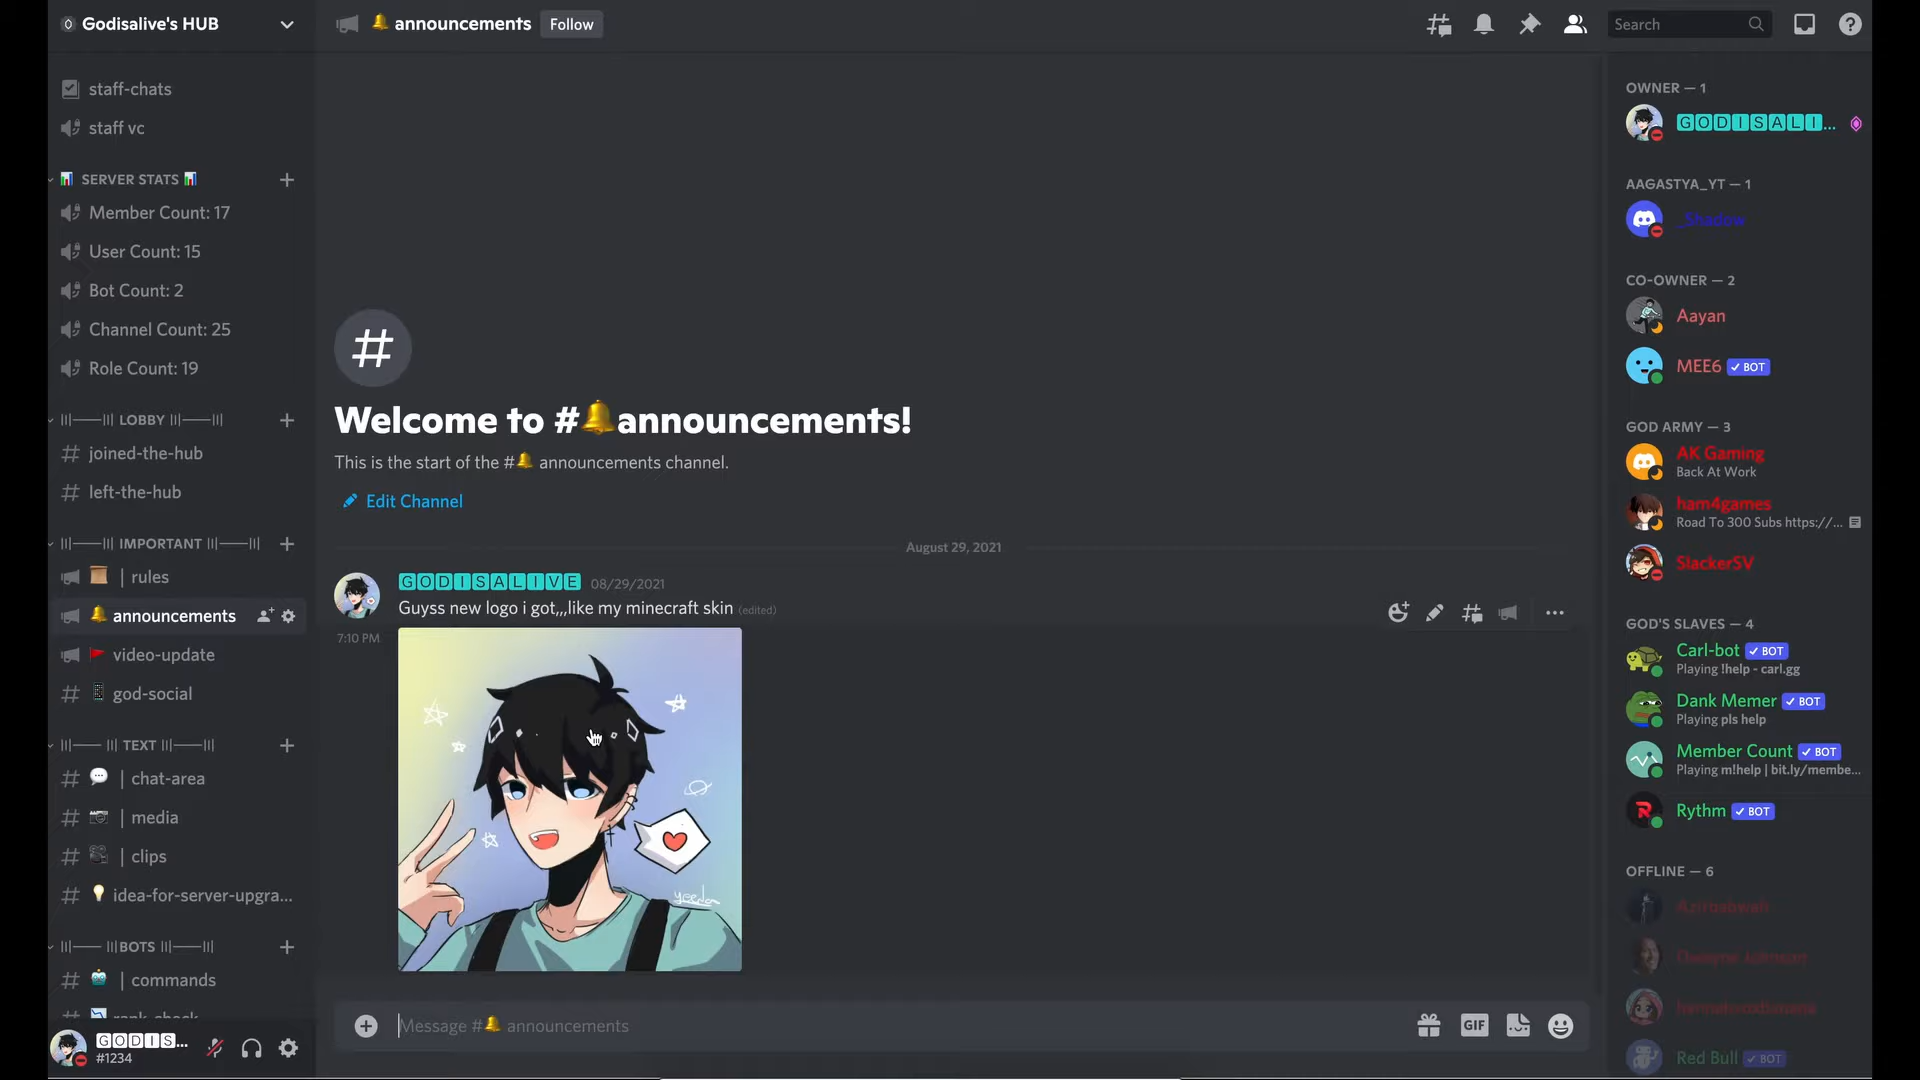 Godisalive's HUB
staff-chats
staff vc
SERVER STATS
Member Count: 17
User Count: 15
Bot Count: 2
Channel Count: 25
Role Count: 19
LOBBY
joined-the-hub
left-the-hub
IMPORTANT
| rules
announcements
video-update
god-social
TEXT
| chat-area
| media
| clips
idea-for-server-upgra...
BOTS
| commands
rank-check
GODIS...
#1234
announcements
Follow
Search
Welcome to #🔔announcements!
This is the start of the #🔔 announcements channel.
Edit Channel
August 29, 2021
GODISALIVE 08/29/2021
Guyss new logo i got,,,like my minecraft skin (edited)
7:10 PM
Message #🔔 announcements
GIF
OWNER — 1
GODISALI...
AAGASTYA_YT — 1
_Shadow
CO-OWNER — 2
Aayan
MEE6 ✓ BOT
GOD ARMY — 3
AK Gaming
Back At Work
ham4games
Road To 300 Subs https://...
SlackerSV
GOD'S SLAVES — 4
Carl-bot ✓ BOT
Playing !help - carl.gg
Dank Memer ✓ BOT
Playing pls help
Member Count ✓ BOT
Playing m!help | bit.ly/membe...
Rythm ✓ BOT
OFFLINE — 6
Dwayne Johnson
Red Bull ✓ BOT